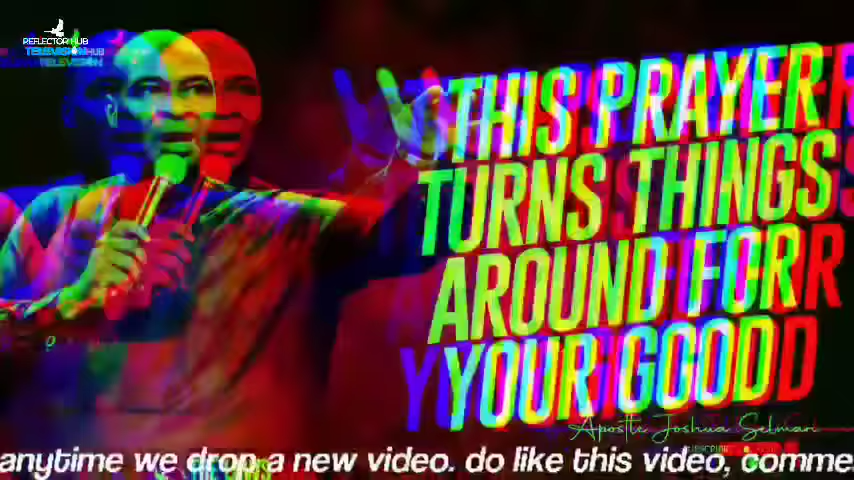 REFLECTOR HUB
TELEVISION
THIS PRAYER
TURNS THINGS
AROUND FOR
YOUR GOOD
Apostle Joshua Selman
anytime we drop a new video. do like this video, comme